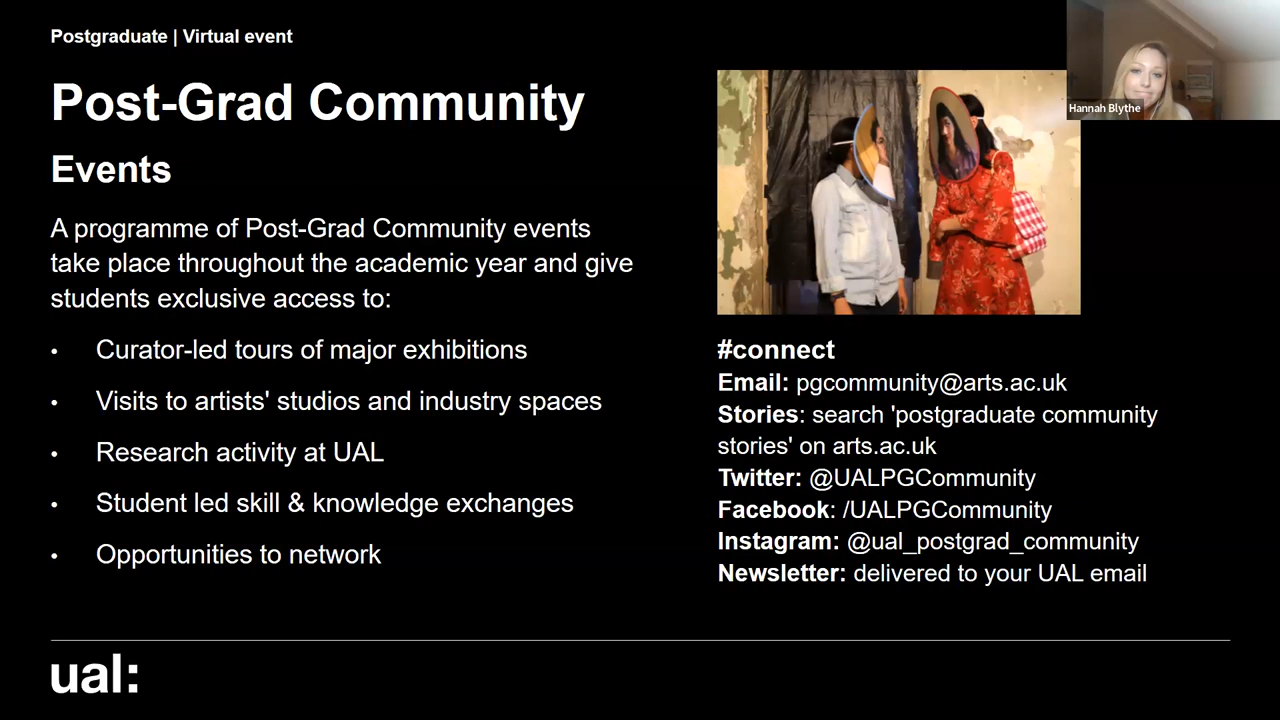 Postgraduate | Virtual event
Post-Grad Community
Events
A programme of Post-Grad Community events
take place throughout the academic year and give
students exclusive access to:
• Curator-led tours of major exhibitions
• Visits to artists' studios and industry spaces
• Research activity at UAL
• Student led skill & knowledge exchanges
• Opportunities to network
Hannah Blythe
#connect
Email: pgcommunity@arts.ac.uk
Stories: search 'postgraduate community
stories' on arts.ac.uk
Twitter: @UALPGCommunity
Facebook: /UALPGCommunity
Instagram: @ual_postgrad_community
Newsletter: delivered to your UAL email
ual: